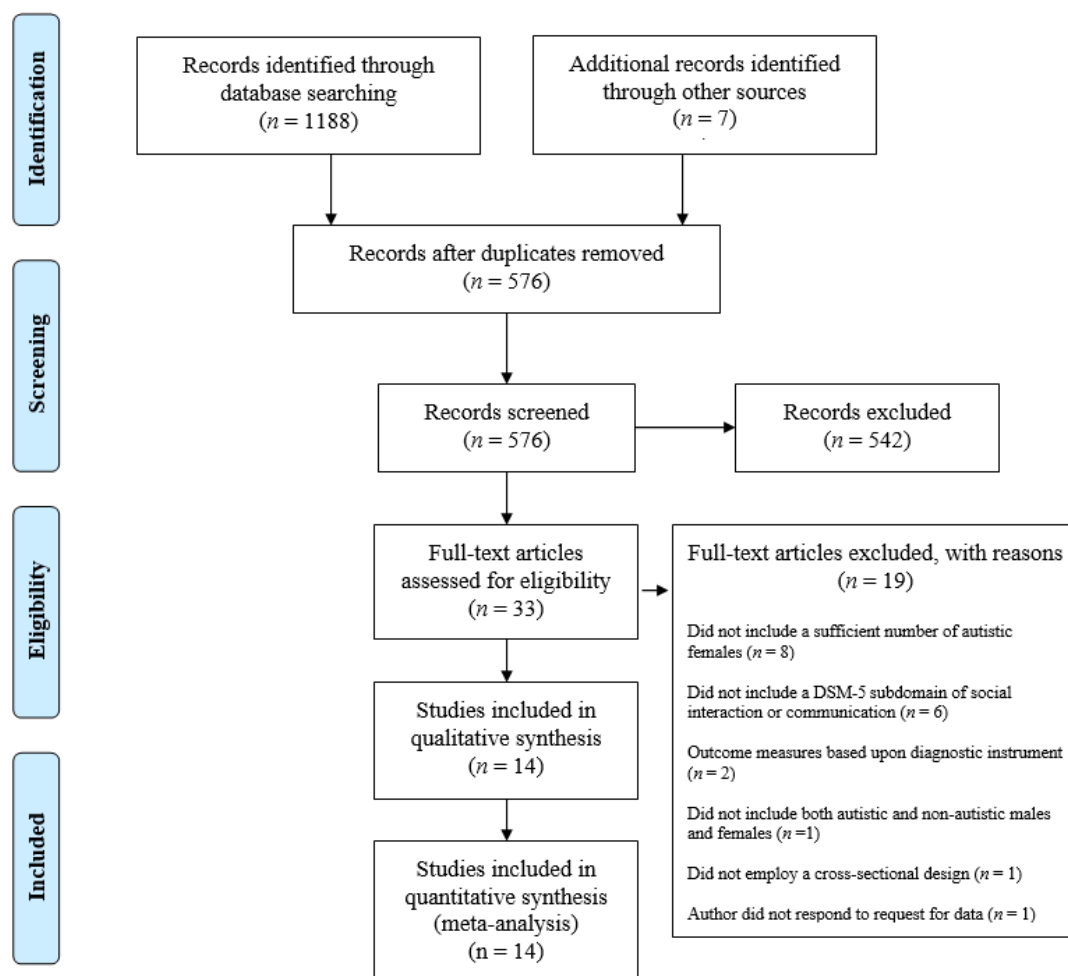 Identification
Records identified through
database searching
(n = 1188)
Additional records identified
through other sources
(n = 7)
Records after duplicates removed
(n = 576)
Screening
Records screened
(n = 576)
Records excluded
(n = 542)
Eligibility
Full-text articles
assessed for eligibility
(n = 33)
Full-text articles excluded, with reasons
(n = 19)
Did not include a sufficient number of autistic
females (n = 8)
Did not include a DSM-5 subdomain of social
interaction or communication (n = 6)
Outcome measures based upon diagnostic instrument
(n = 2)
Did not include both autistic and non-autistic males
and females (n =1)
Did not employ a cross-sectional design (n = 1)
Author did not respond to request for data (n = 1)
Studies included in
qualitative synthesis
(n = 14)
Included
Studies included in
quantitative synthesis
(meta-analysis)
(n = 14)